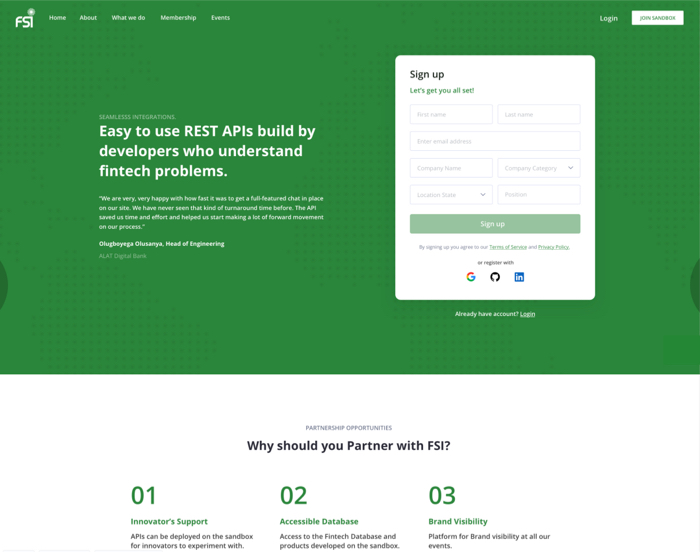 FSI
Home
About
What we do
Membership
Events
Login
JOIN SANDBOX
SEAMLESSS INTEGRATIONS.
Easy to use REST APIs build by
developers who understand
fintech problems.
“We are very, very happy with how fast it was to get a full-featured chat in place
on our site. We have never seen that kind of turnaround time before. The API
saved us time and effort and helped us start making a lot of forward movement
on our process.”
Olugboyega Olusanya, Head of Engineering
ALAT Digital Bank
Sign up
Let's get you all set!
First name
Last name
Enter email address
Company Name
Company Category
Location State
Position
Sign up
By signing up you agree to our Terms of Service and Privacy Policy.
or register with
Already have account? Login
PARTNERSHIP OPPORTUNITIES
Why should you Partner with FSI?
01
Innovator's Support
APIs can be deployed on the sandbox
for innovators to experiment with.
02
Accessible Database
Access to the Fintech Database and
products developed on the sandbox.
03
Brand Visibility
Platform for Brand visibility at all our
events.